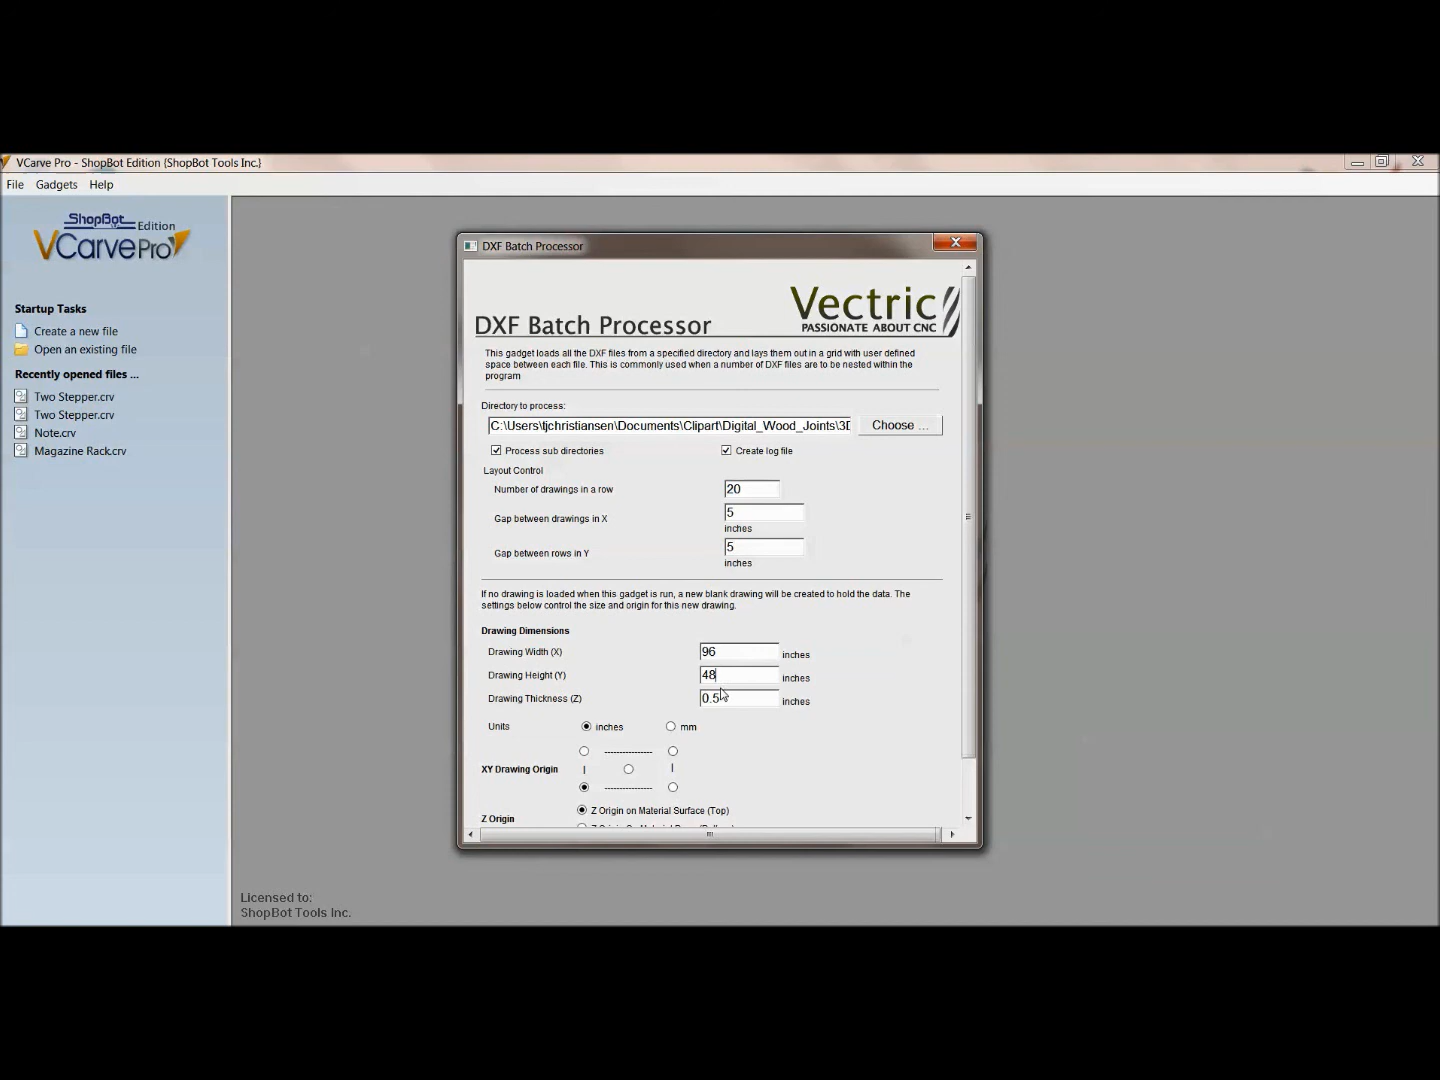 VCarve Pro - ShopBot Edition {ShopBot Tools Inc.}
File Gadgets Help
ShopBot Edition
VCarve Pro
Startup Tasks
Create a new file
Open an existing file
Recently opened files ...
Two Stepper.crv
Two Stepper.crv
Note.crv
Magazine Rack.crv
DXF Batch Processor
Vectric
PASSIONATE ABOUT CNC
DXF Batch Processor
This gadget loads all the DXF files from a specified directory and lays them out in a grid with user defined
space between each file. This is commonly used when a number of DXF files are to be nested within the
program
Directory to process:
C:\Users\tjchristiansen\Documents\Clipart\Digital_Wood_Joints\3D Choose ...
Process sub directories Create log file
Layout Control
Number of drawings in a row 20
Gap between drawings in X 5
inches
Gap between rows in Y 5
inches
If no drawing is loaded when this gadget is run, a new blank drawing will be created to hold the data. The
settings below control the size and origin for this new drawing.
Drawing Dimensions
Drawing Width (X) 96 inches
Drawing Height (Y) 48 inches
Drawing Thickness (Z) 0.5 inches
Units inches mm
XY Drawing Origin
Z Origin on Material Surface (Top)
Z Origin
Licensed to:
ShopBot Tools Inc.